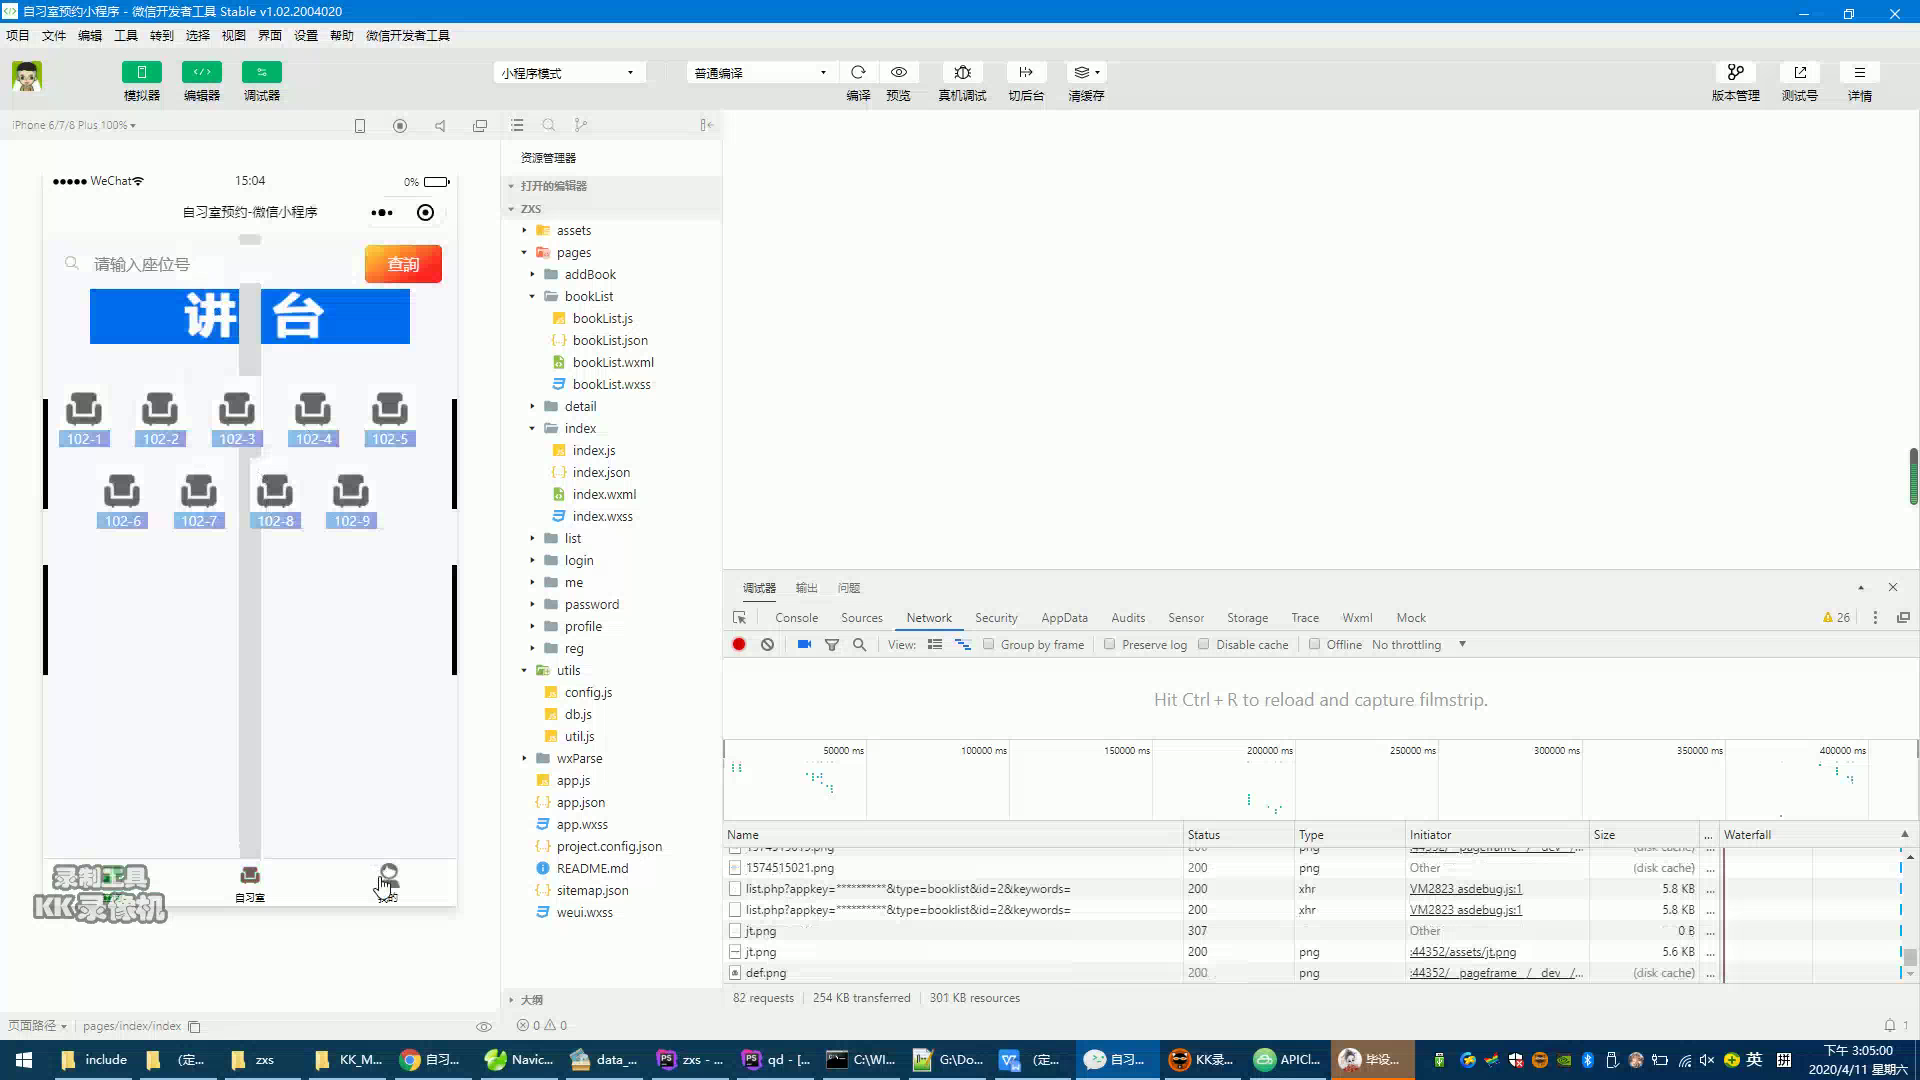 自习室预约小程序 - 微信开发者工具 Stable v1.02.2004020
项目 文件 编辑 工具 转到 选择 视图 界面 设置 帮助 微信开发者工具
模拟器 编辑器 调试器
小程序模式
普通编译
编译 预览 真机调试 切后台 清缓存
版本管理 测试号 详情
iPhone 6/7/8 Plus 100%
WeChat 15:04 0%
自习室预约-微信小程序
请输入座位号
查詢
讲 台
102-1 102-2 102-3 102-4 102-5
102-6 102-7 102-8 102-9
录制工具
KK录像机
自习室
页面路径 pages/index/index
资源管理器
打开的编辑器
ZXS
assets
pages
addBook
bookList
bookList.js
bookList.json
bookList.wxml
bookList.wxss
detail
index
index.js
index.json
index.wxml
index.wxss
list
login
me
password
profile
reg
utils
config.js
db.js
util.js
wxParse
app.js
app.json
app.wxss
project.config.json
README.md
sitemap.json
weui.wxss
大纲
0 0
调试器 输出 问题
Console Sources Network Security AppData Audits Sensor Storage Trace Wxml Mock 26
View: Group by frame Preserve log Disable cache Offline No throttling
Hit Ctrl + R to reload and capture filmstrip.
50000 ms 100000 ms 150000 ms 200000 ms 250000 ms 300000 ms 350000 ms 400000 ms
Name Status Type Initiator Size ... Waterfall
1574515021.png 200 png Other (disk cache) ...
list.php?appkey=**********&type=booklist&id=2&keywords= 200 xhr VM2823 asdebug.js:1 5.8 KB ...
list.php?appkey=**********&type=booklist&id=2&keywords= 200 xhr VM2823 asdebug.js:1 5.8 KB ...
jt.png 307 Other 0 B ...
jt.png 200 png :44352/assets/jt.png 5.6 KB ...
def.png 200 png :44352/__pageframe__/__dev__/... (disk cache) ...
82 requests 254 KB transferred 301 KB resources
1
include (定... zxs KK_M... 自习... Navic... data_... zxs - ... qd - [... C:\WI... G:\Do... (定... 自习... KK录... APICl... 毕设... 英 拼
下午 3:05:00
2020/4/11 星期六